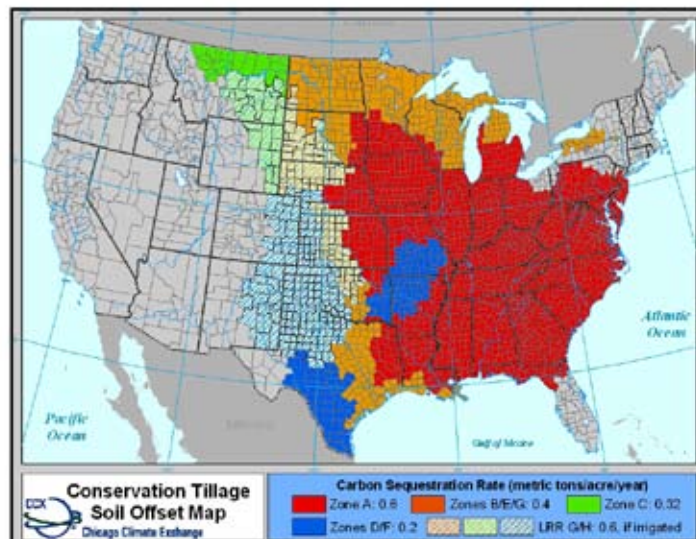 Pacific
Ocean
Atlantic
Ocean
Gulf of Mexico
CCX
Conservation Tillage
Soil Offset Map
Chicago Climate Exchange
Carbon Sequestration Rate (metric tons/acre/year)
Zone A: 0.6
Zones B/E/G: 0.4
Zone C: 0.32
Zones D/F: 0.2
LRR G/H: 0.6, if irrigated